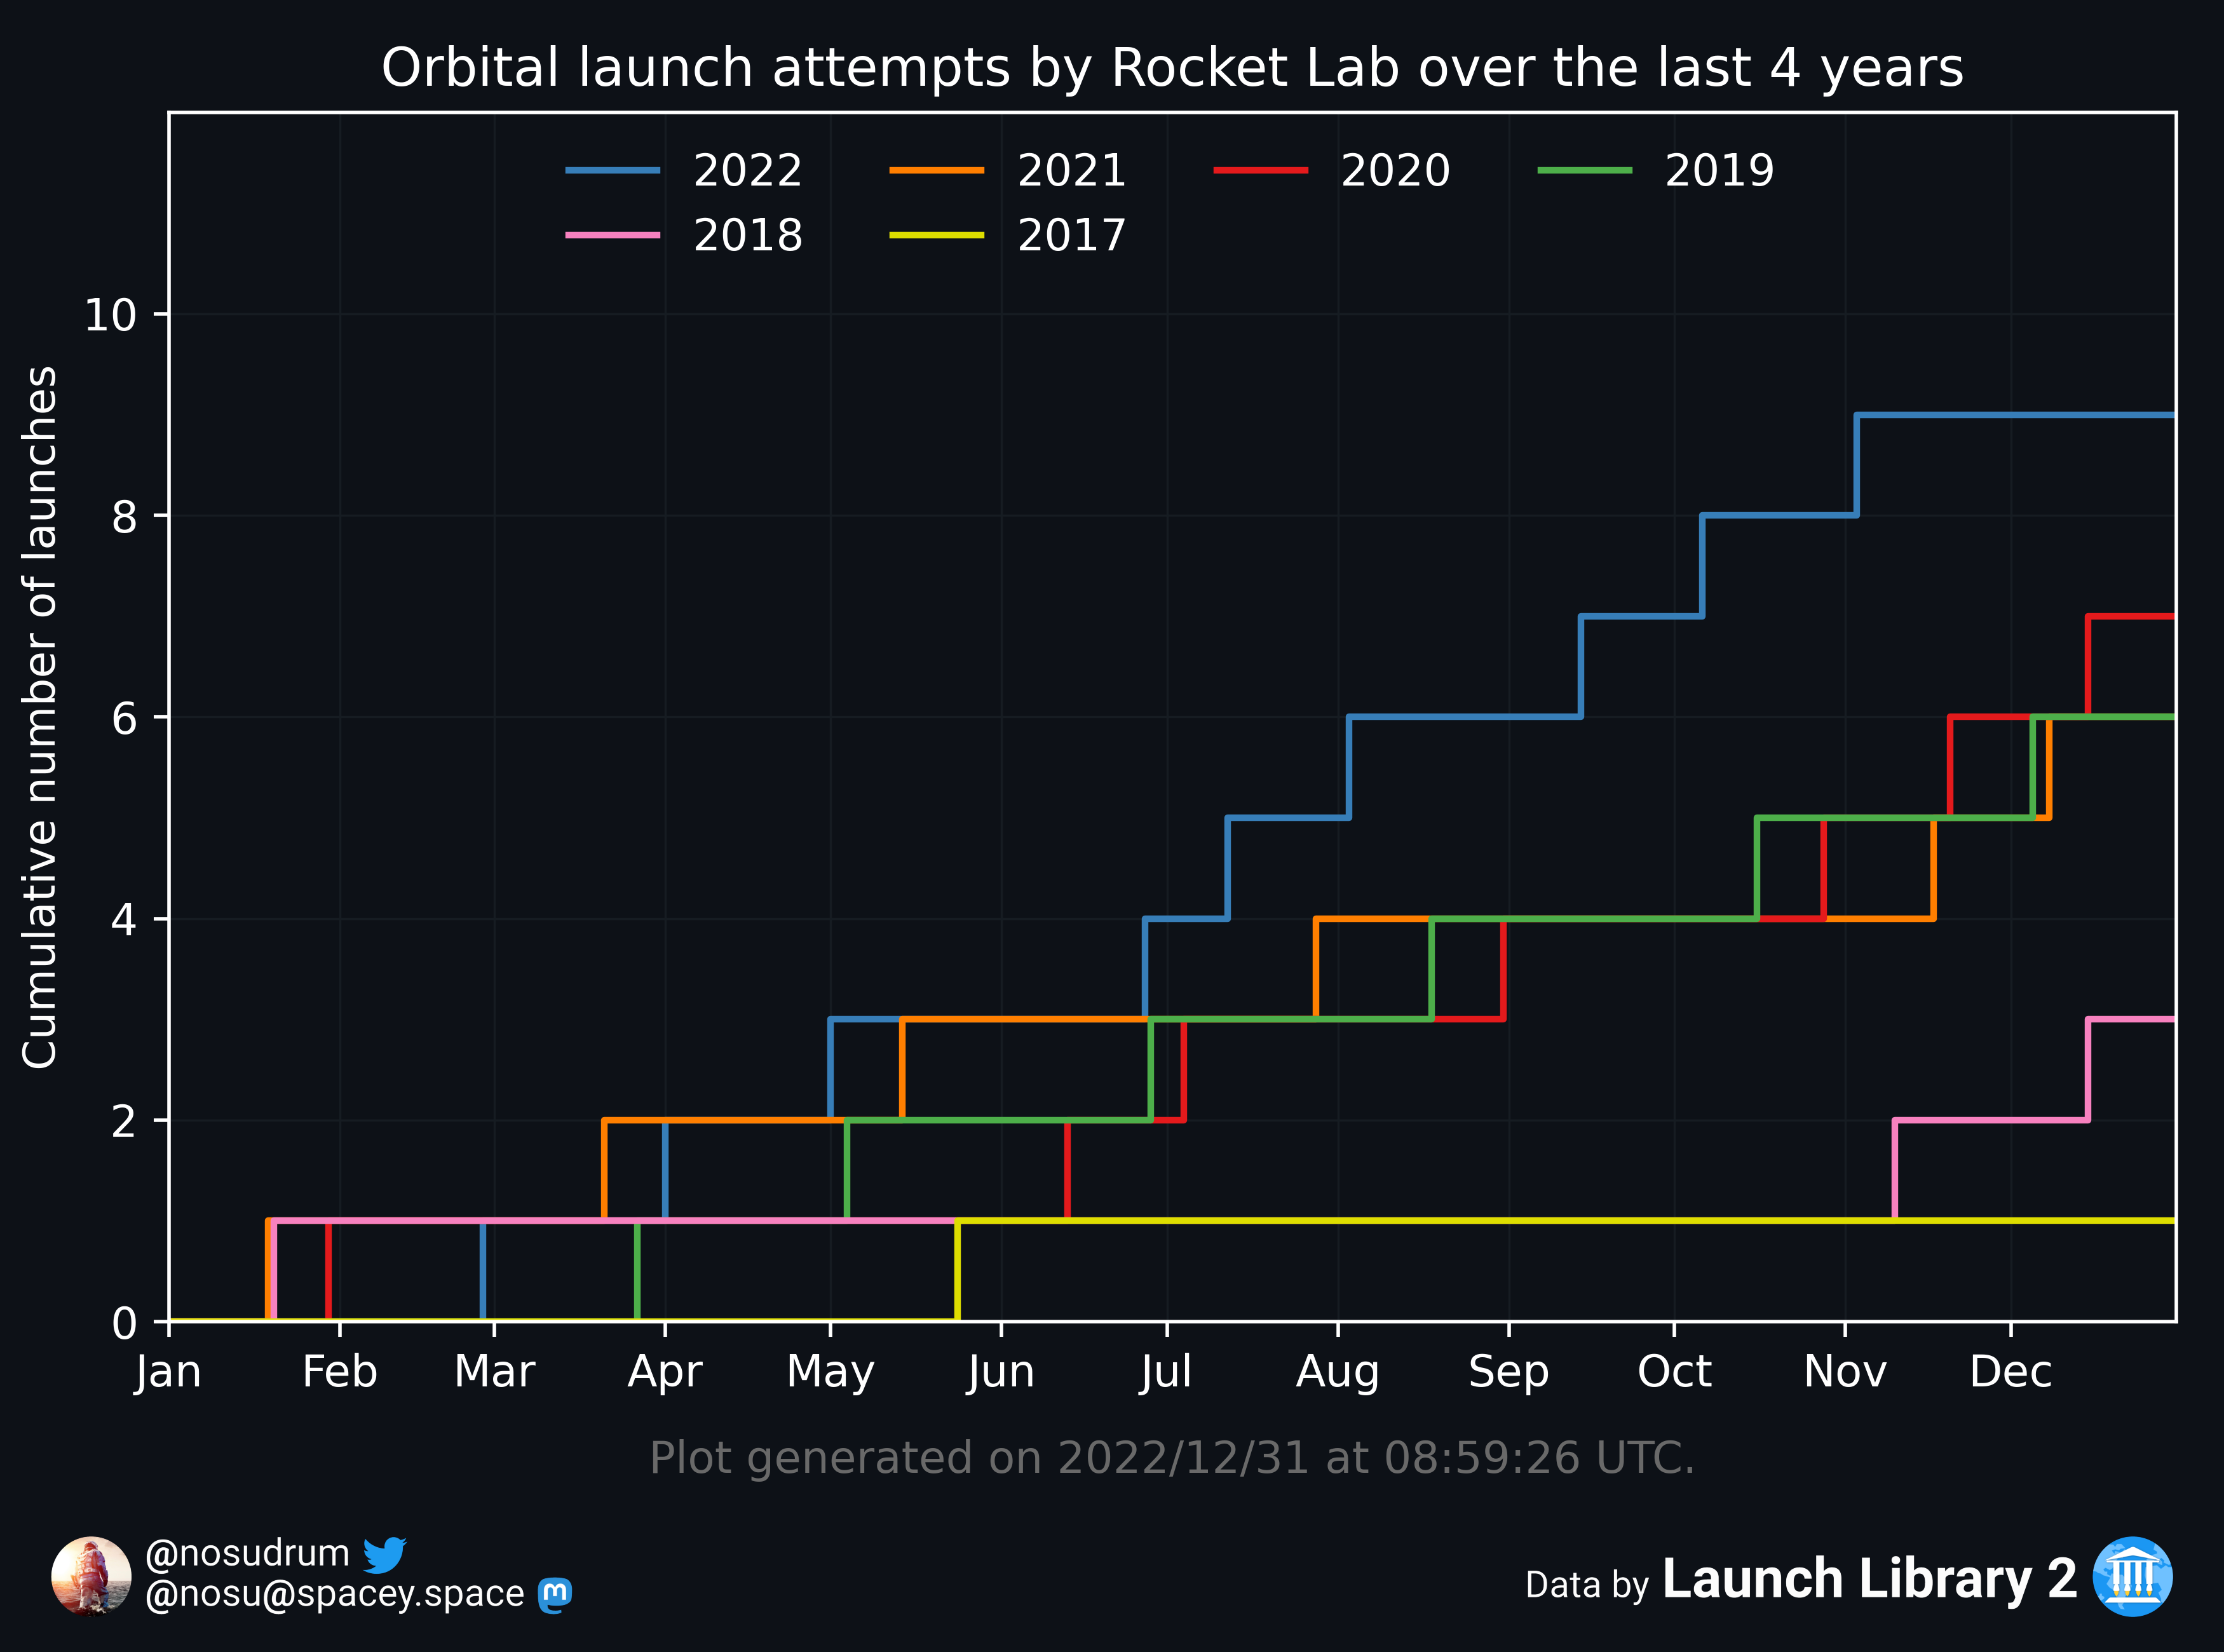 Orbital launch attempts by Rocket Lab over the last 4 years
2022 2021 2020 2019
2018 2017
Cumulative number of launches
10
8
6
4
2
0
Jan Feb Mar Apr May Jun Jul Aug Sep Oct Nov Dec
Plot generated on 2022/12/31 at 08:59:26 UTC.
@nosudrum
@nosu@spacey.space m
Data by Launch Library 2